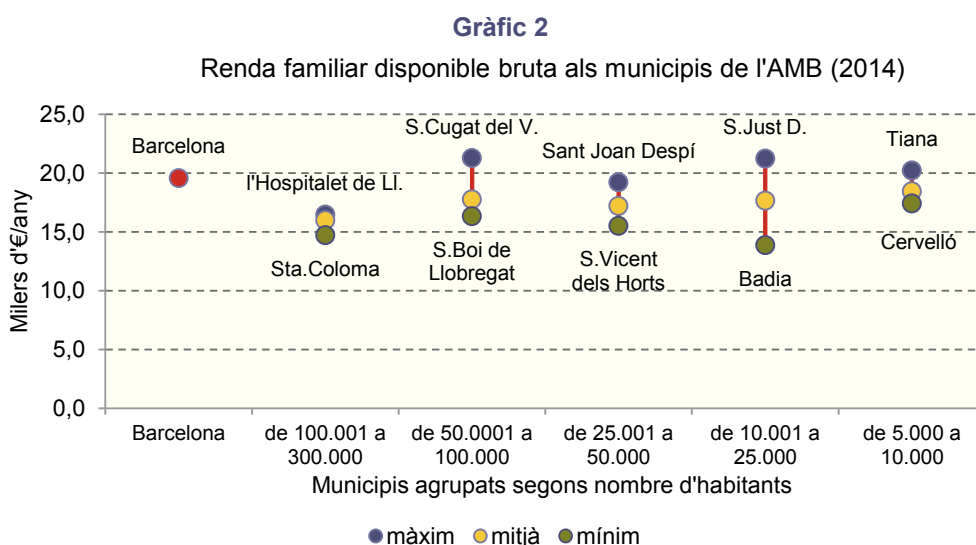 Gràfic 2
Renda familiar disponible bruta als municipis de l'AMB (2014)
Milers d'€/any
25,0
20,0
15,0
10,0
5,0
0,0
Barcelona
l'Hospitalet de Ll.
Sta.Coloma
S.Cugat del V.
S.Boi de
Llobregat
Sant Joan Despí
S.Vicent
dels Horts
S.Just D.
Badia
Tiana
Cervelló
Barcelona
de 100.001 a
300.000
de 50.0001 a
100.000
de 25.001 a
50.000
de 10.001 a
25.000
de 5.000 a
10.000
Municipis agrupats segons nombre d'habitants
màxim mitjà mínim